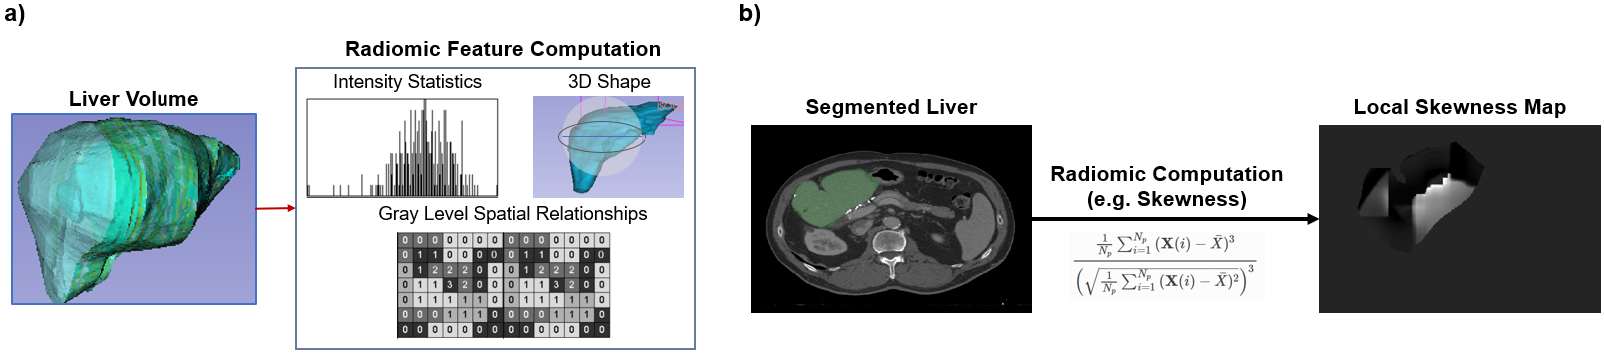 a)
Liver Volume
Radiomic Feature Computation
Intensity Statistics
3D Shape
Gray Level Spatial Relationships
0 0 0 0 0 0 0 0 0 0 0 0 0 0
0 1 1 0 0 0 0 0 1 1 0 0 0 0
0 1 2 2 2 0 0 0 1 2 2 2 0 0
0 1 1 3 2 0 0 0 1 1 3 2 0 0
0 1 1 1 1 1 0 0 1 1 1 1 1 0
0 0 0 1 1 1 0 0 0 0 1 1 1 0
0 0 0 0 0 0 0 0 0 0 0 0 0 0
b)
Segmented Liver
Radiomic Computation
(e.g. Skewness)
\frac{\frac{1}{N_p} \sum_{i=1}^{N_p} (\mathbf{X}(i) - \bar{X})^3}{\left(\sqrt{\frac{1}{N_p} \sum_{i=1}^{N_p} (\mathbf{X}(i) - \bar{X})^2}\right)^3}
Local Skewness Map